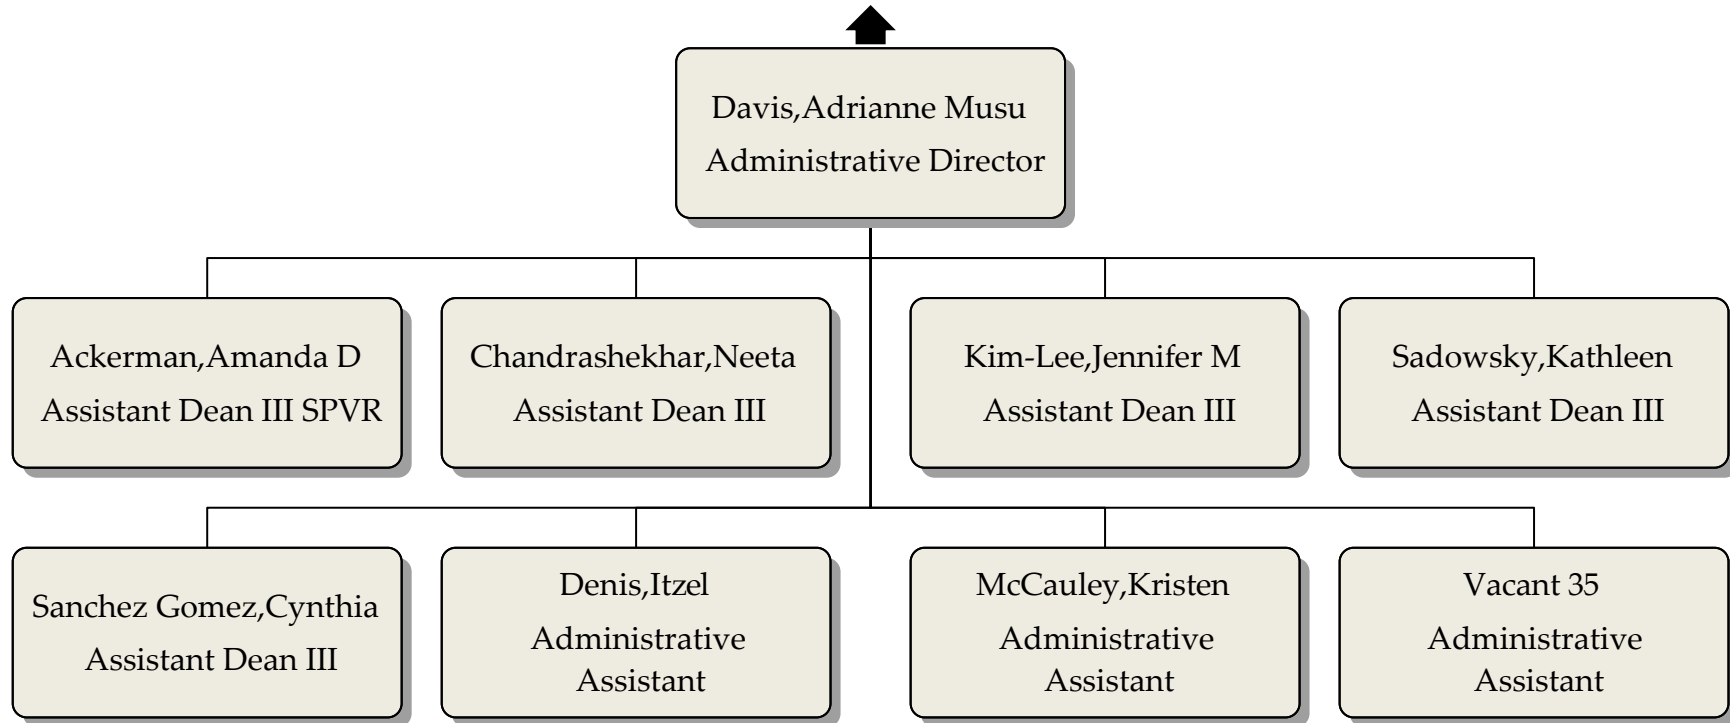 Davis,Adrianne Musu
Administrative Director
Ackerman,Amanda D
Assistant Dean III SPVR
Chandrashekhar,Neeta
Assistant Dean III
Kim-Lee,Jennifer M
Assistant Dean III
Sadowsky,Kathleen
Assistant Dean III
Sanchez Gomez,Cynthia
Assistant Dean III
Denis,Itzel
Administrative
Assistant
McCauley,Kristen
Administrative
Assistant
Vacant 35
Administrative
Assistant